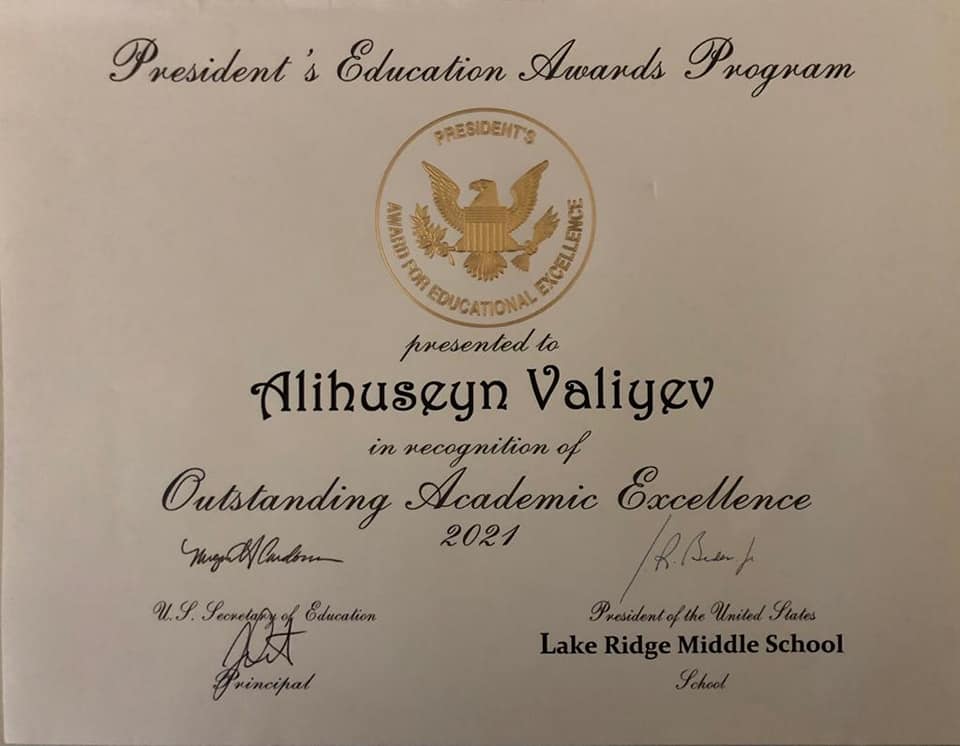 President's Education Awards Program
PRESIDENT'S
AWARD FOR EDUCATIONAL EXCELLENCE
presented to
Alihuseyn Valiyev
in recognition of
Outstanding Academic Excellence
2021
U.S. Secretary of Education
President of the United States
Lake Ridge Middle School
Principal
School